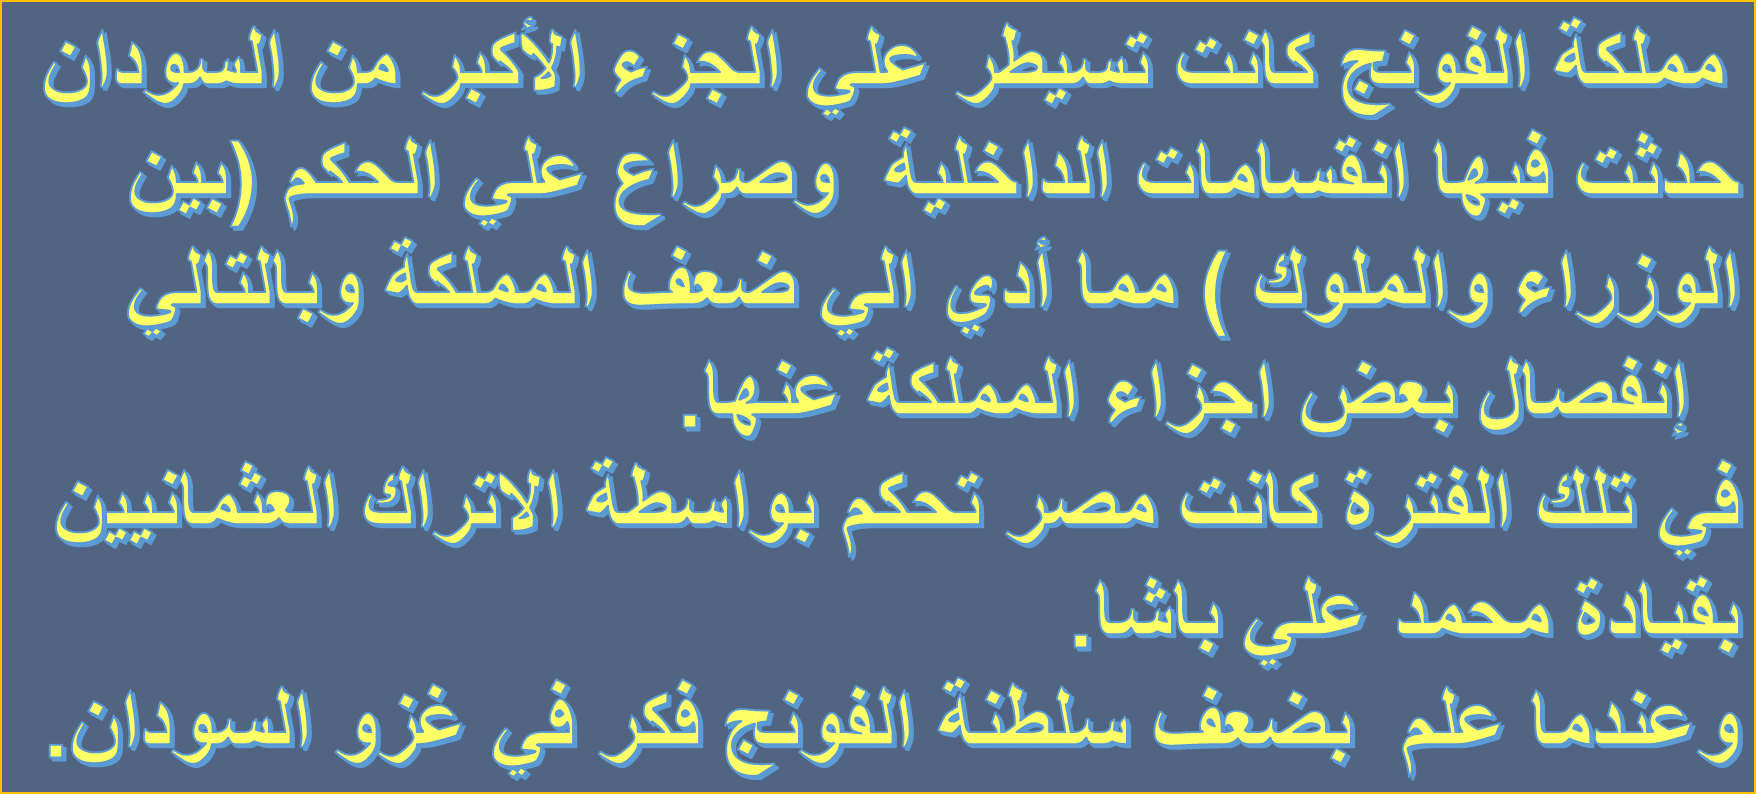 مملكة الفونج كانت تسيطر علي الجزء الأكبر من السودان
حدثت فيها انقسامات الداخلية وصراع علي الحكم (بين
الوزراء والملوك ) مما أدي الي ضعف المملكة وبالتالي
إنفصال بعض اجزاء المملكة عنها.
في تلك الفترة كانت مصر تحكم بواسطة الاتراك العثمانيين
بقيادة محمد علي باشا.
وعندما علم بضعف سلطنة الفونج فكر في غزو السودان.